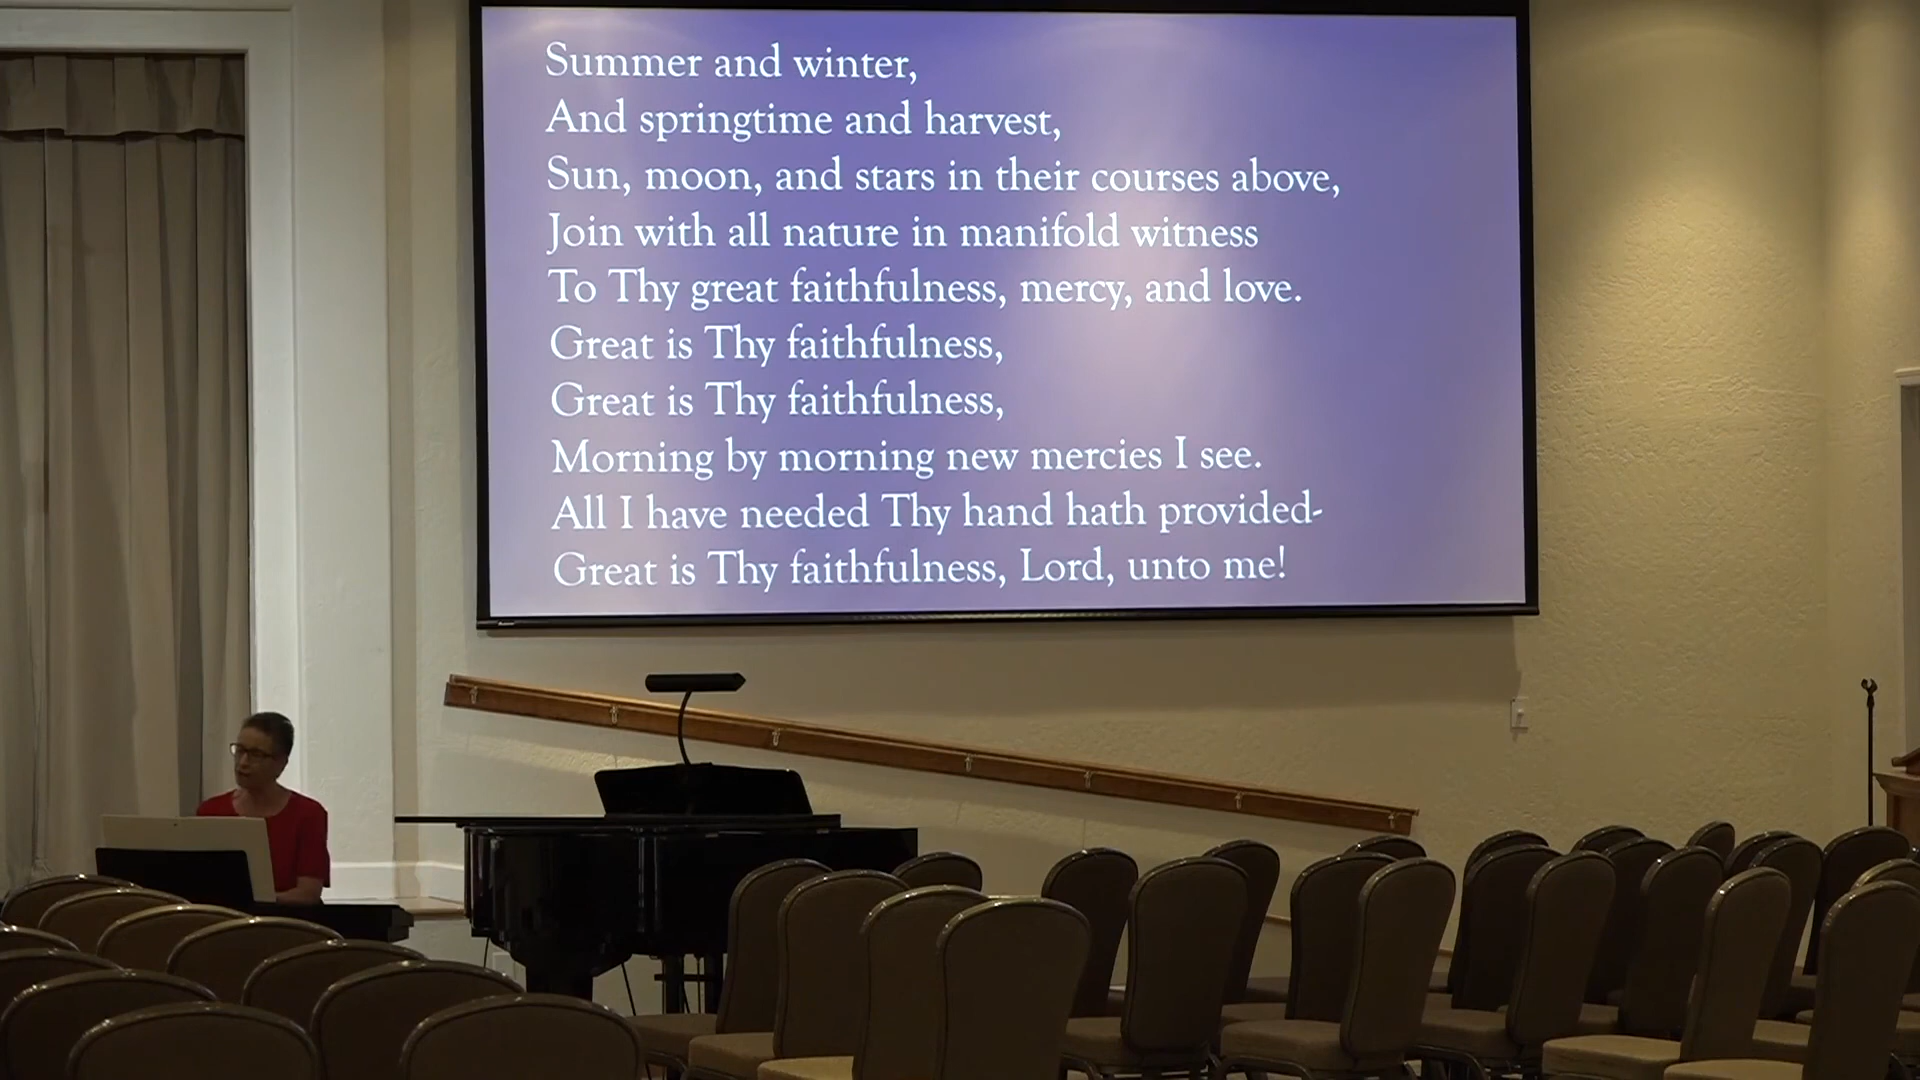 Summer and winter,
And springtime and harvest,
Sun, moon, and stars in their courses above,
Join with all nature in manifold witness
To Thy great faithfulness, mercy, and love.
Great is Thy faithfulness,
Great is Thy faithfulness,
Morning by morning new mercies I see.
All I have needed Thy hand hath provided-
Great is Thy faithfulness, Lord, unto me!